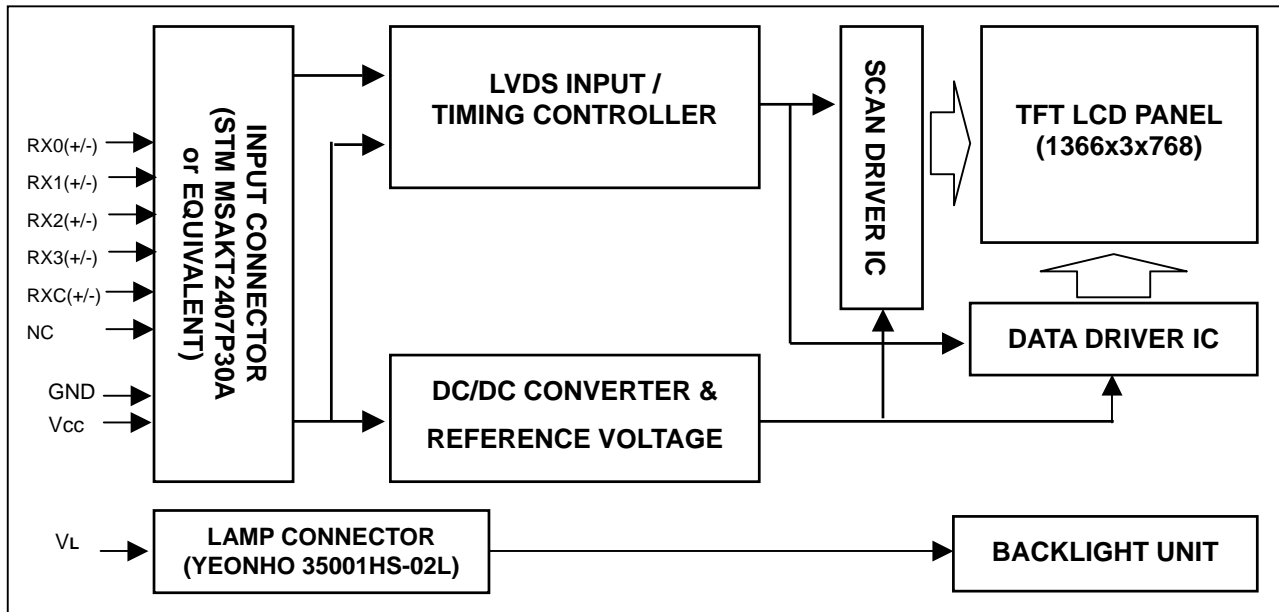 RX0(+/-)
RX1(+/-)
RX2(+/-)
RX3(+/-)
RXC(+/-)
NC
GND
Vcc
INPUT CONNECTOR
(STM MSAKT2407P30A
or EQUIVALENT)
LVDS INPUT /
TIMING CONTROLLER
SCAN DRIVER IC
TFT LCD PANEL
(1366x3x768)
DATA DRIVER IC
DC/DC CONVERTER &
REFERENCE VOLTAGE
VL
LAMP CONNECTOR
(YEONHO 35001HS-02L)
BACKLIGHT UNIT